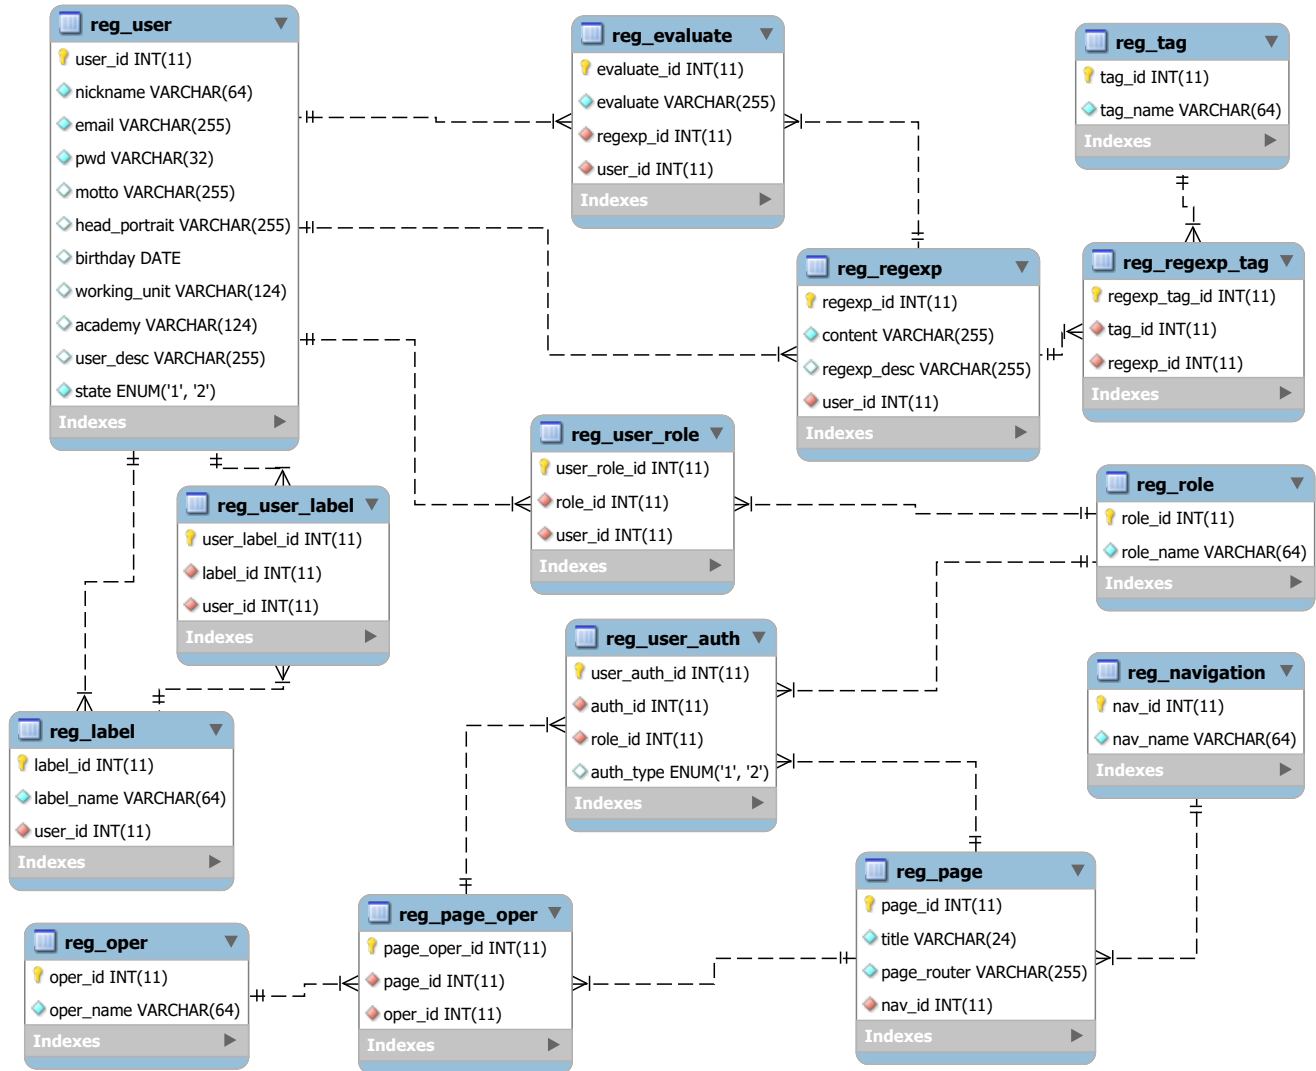 reg_user
user_id INT(11)
nickname VARCHAR(64)
email VARCHAR(255)
pwd VARCHAR(32)
motto VARCHAR(255)
head_portrait VARCHAR(255)
birthday DATE
working_unit VARCHAR(124)
academy VARCHAR(124)
user_desc VARCHAR(255)
state ENUM('1', '2')
Indexes
reg_evaluate
evaluate_id INT(11)
evaluate VARCHAR(255)
regexp_id INT(11)
user_id INT(11)
Indexes
reg_tag
tag_id INT(11)
tag_name VARCHAR(64)
Indexes
reg_regexp
regexp_id INT(11)
content VARCHAR(255)
regexp_desc VARCHAR(255)
user_id INT(11)
Indexes
reg_regexp_tag
regexp_tag_id INT(11)
tag_id INT(11)
regexp_id INT(11)
Indexes
reg_user_role
user_role_id INT(11)
role_id INT(11)
user_id INT(11)
Indexes
reg_role
role_id INT(11)
role_name VARCHAR(64)
Indexes
reg_user_label
user_label_id INT(11)
label_id INT(11)
user_id INT(11)
Indexes
reg_user_auth
user_auth_id INT(11)
auth_id INT(11)
role_id INT(11)
auth_type ENUM('1', '2')
Indexes
reg_navigation
nav_id INT(11)
nav_name VARCHAR(64)
Indexes
reg_label
label_id INT(11)
label_name VARCHAR(64)
user_id INT(11)
Indexes
reg_page
page_id INT(11)
title VARCHAR(24)
page_router VARCHAR(255)
nav_id INT(11)
Indexes
reg_page_oper
page_oper_id INT(11)
page_id INT(11)
oper_id INT(11)
Indexes
reg_oper
oper_id INT(11)
oper_name VARCHAR(64)
Indexes